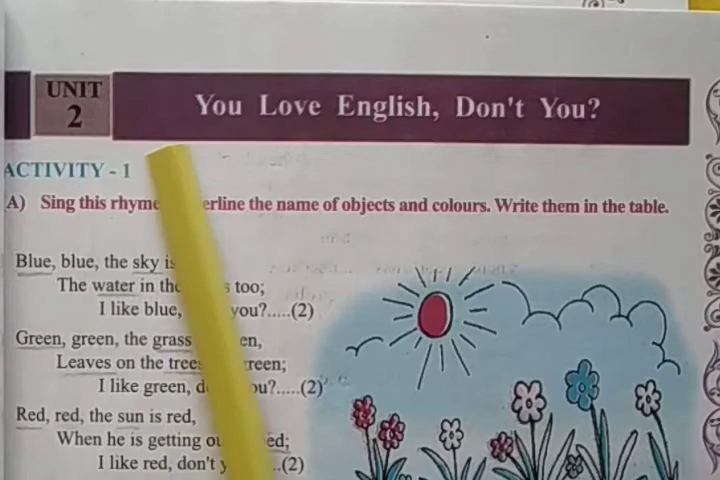 UNIT
2
You Love English, Don't You?
ACTIVITY - 1
A) Sing this rhyme erline the name of objects and colours. Write them in the table.
Blue, blue, the sky is
The water in the s too;
I like blue, you?.....(2)
Green, green, the grass en,
Leaves on the trees reen;
I like green, d ou?.....(2)
Red, red, the sun is red,
When he is getting ou ed;
I like red, don't y ..(2)